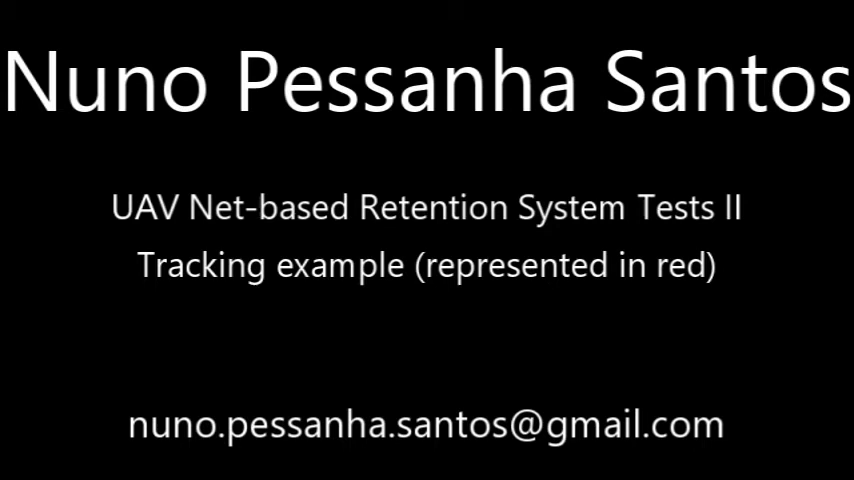 Nuno Pessanha Santos
UAV Net-based Retention System Tests II
Tracking example (represented in red)
nuno.pessanha.santos@gmail.com